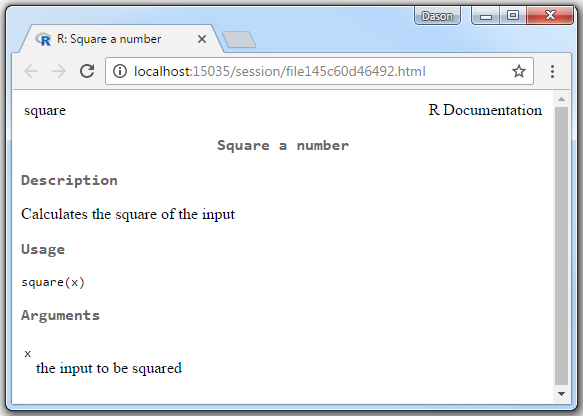 Dason
R: Square a number
localhost:15035/session/file145c60d46492.html
square R Documentation
Square a number
Description
Calculates the square of the input
Usage
square(x)
Arguments
x
the input to be squared